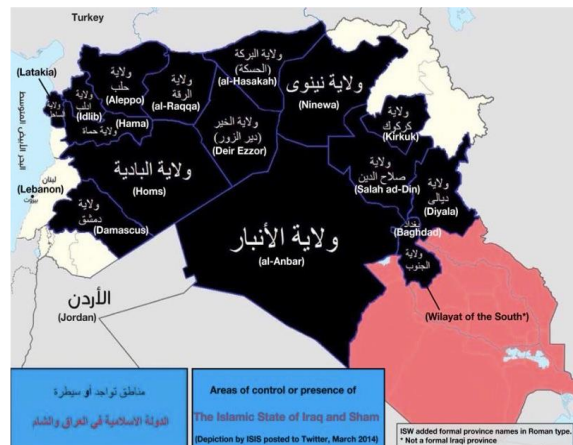 Turkey
(Latakia)
ولاية
الساحل
ولاية
حلب
(Aleppo)
ولاية
ادلب
(Idlib)
ولاية
الرقة
(al-Raqqa)
ولاية البركة
(الحسكة)
(al-Hasakah)
ولاية نينوى
(Ninewa)
(Hama)
ولاية حماة
ولاية الخير
(دير الزور)
(Deir Ezzor)
ولاية
كركوك
(Kirkuk)
البحر الأبيض المتوسط
ولاية البادية
(Homs)
ولاية
صلاح الدين
(Salah ad-Din)
ولاية
ديالى
(Diyala)
لبنان
(Lebanon)
بيروت
ولاية
دمشق
(Damascus)
بغداد
(Baghdad)
ولاية الأنبار
(al-Anbar)
ولاية
الجنوب
(Wilayat of the South*)
الأردن
(Jordan)
مناطق تواجد أو سيطرة
الدولة الاسلامية في العراق والشام
Areas of control or presence of
The Islamic State of Iraq and Sham
(Depiction by ISIS posted to Twitter, March 2014)
ISW added formal province names in Roman type.
* Not a formal Iraqi province